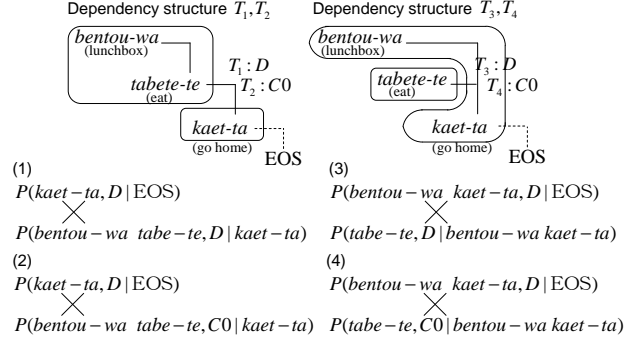 Dependency structure T₁,T₂
bentou-wa
(lunchbox)
T₁ : D
tabete-te
T₂ : C0
(eat)
kaet-ta
(go home)
EOS
(1)
P(kaet−ta, D | EOS)
P(bentou−wa tabe−te, D | kaet−ta)
(2)
P(kaet−ta, D | EOS)
P(bentou−wa tabe−te, C0 | kaet−ta)
Dependency structure T₃,T₄
bentou-wa
(lunchbox)
T₃ : D
tabete-te
T₄ : C0
(eat)
kaet-ta
(go home)
EOS
(3)
P(bentou−wa kaet−ta, D | EOS)
P(tabe−te, D | bentou−wa kaet−ta)
(4)
P(bentou−wa kaet−ta, D | EOS)
P(tabe−te, C0 | bentou−wa kaet−ta)